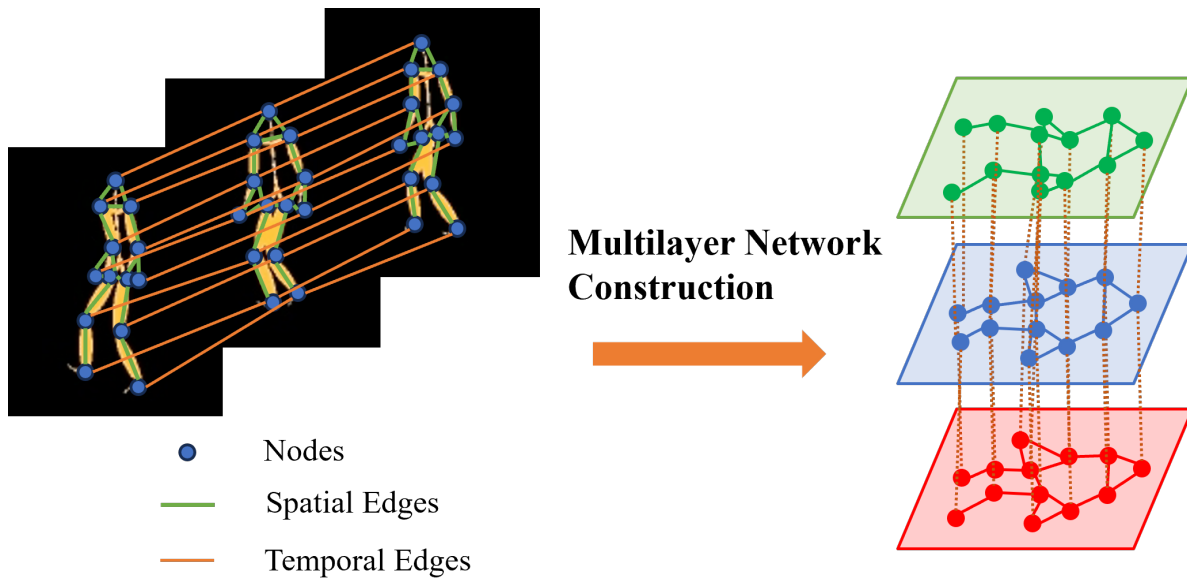 Multilayer Network
Construction
Nodes
Spatial Edges
Temporal Edges